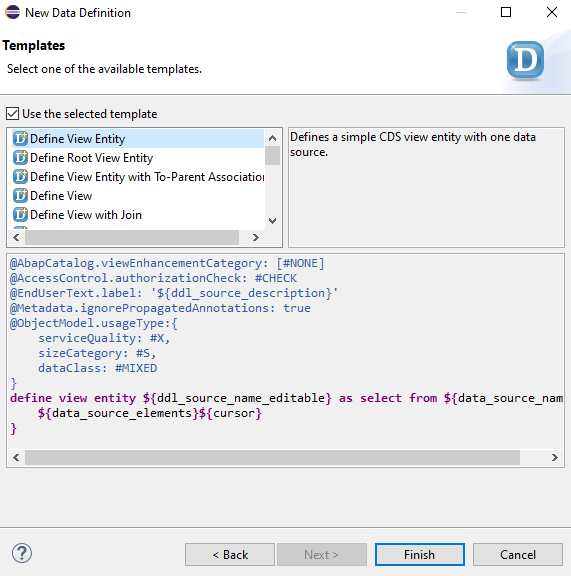 New Data Definition
Templates
Select one of the available templates.
D
Use the selected template
Define View Entity
Define Root View Entity
Define View Entity with To-Parent Association
Define View
Define View with Join
Defines a simple CDS view entity with one data
source.
@AbapCatalog.viewEnhancementCategory: [#NONE]
@AccessControl.authorizationCheck: #CHECK
@EndUserText.label: '${ddl_source_description}'
@Metadata.ignorePropagatedAnnotations: true
@ObjectModel.usageType:{
    serviceQuality: #X,
    sizeCategory: #S,
    dataClass: #MIXED
}
define view entity ${ddl_source_name_editable} as select from ${data_source_nam
    ${data_source_elements}${cursor}
}
?
< Back
Next >
Finish
Cancel